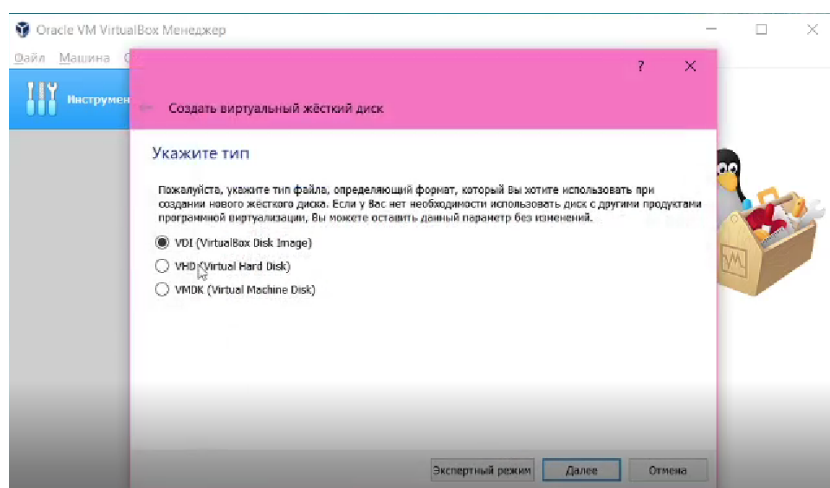 Oracle VM VirtualBox Менеджер
Файл Машина
Инструмен
Создать виртуальный жёсткий диск
Укажите тип
Пожалуйста, укажите тип файла, определяющий формат, который Вы хотите использовать при
создании нового жёсткого диска. Если у Вас нет необходимости использовать диск с другими продуктами
программной виртуализации, Вы можете оставить данный параметр без изменений.
VDI (VirtualBox Disk Image)
VHD (Virtual Hard Disk)
VMDK (Virtual Machine Disk)
Экспертный режим Далее Отмена